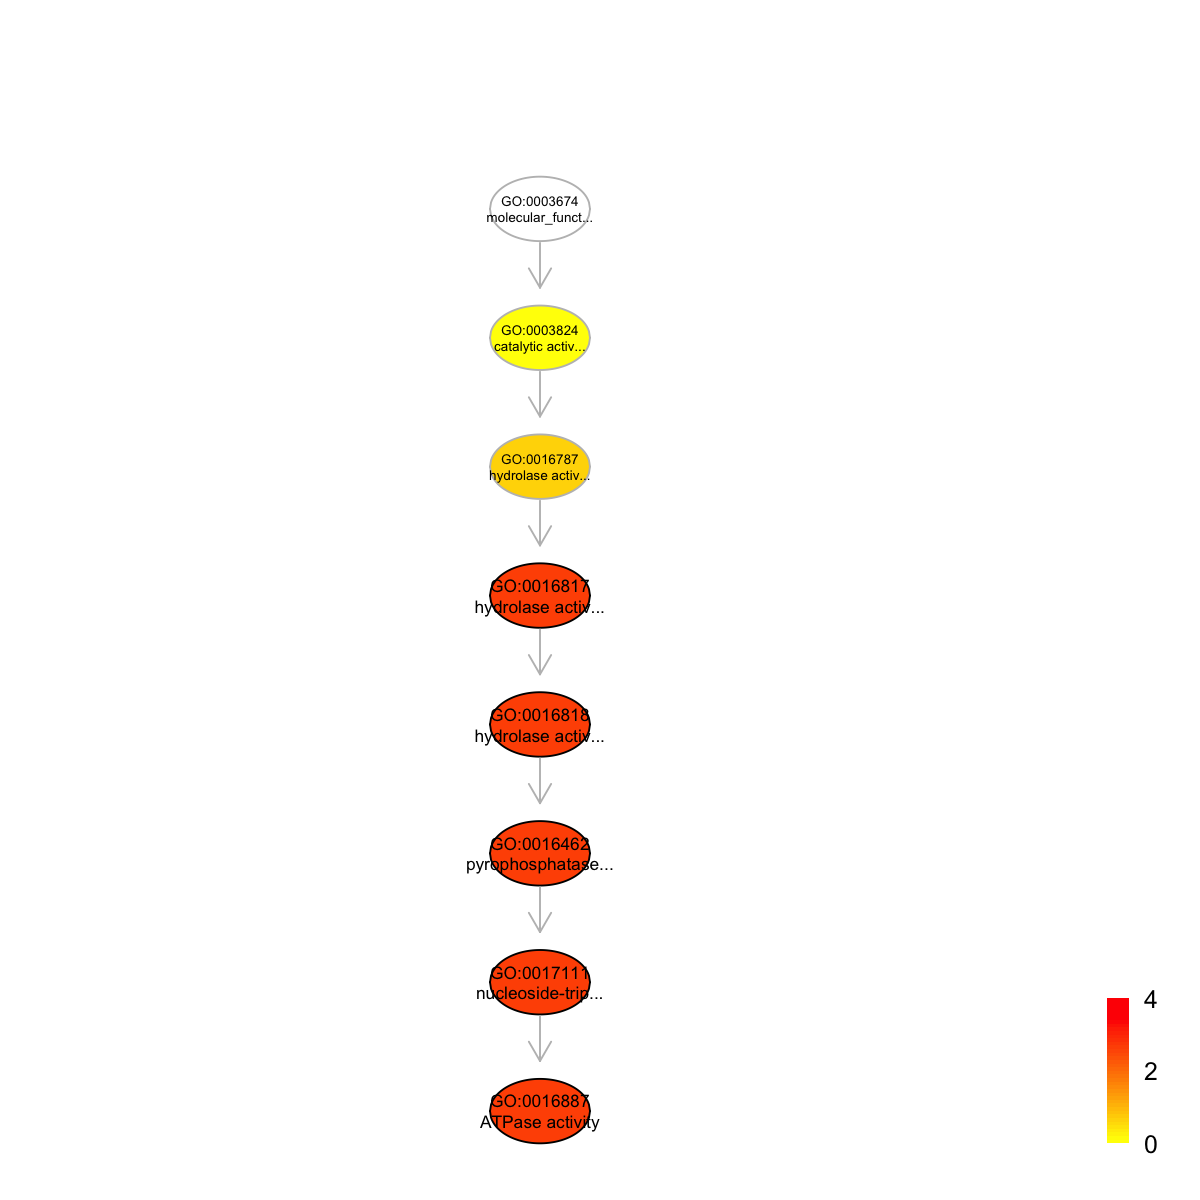 GO:0003674
molecular_funct...
GO:0003824
catalytic activ...
GO:0016787
hydrolase activ...
GO:0016817
hydrolase activ...
GO:0016818
hydrolase activ...
GO:0016462
pyrophosphatase...
GO:0017111
nucleoside-trip...
GO:0016887
ATPase activity
4
2
0